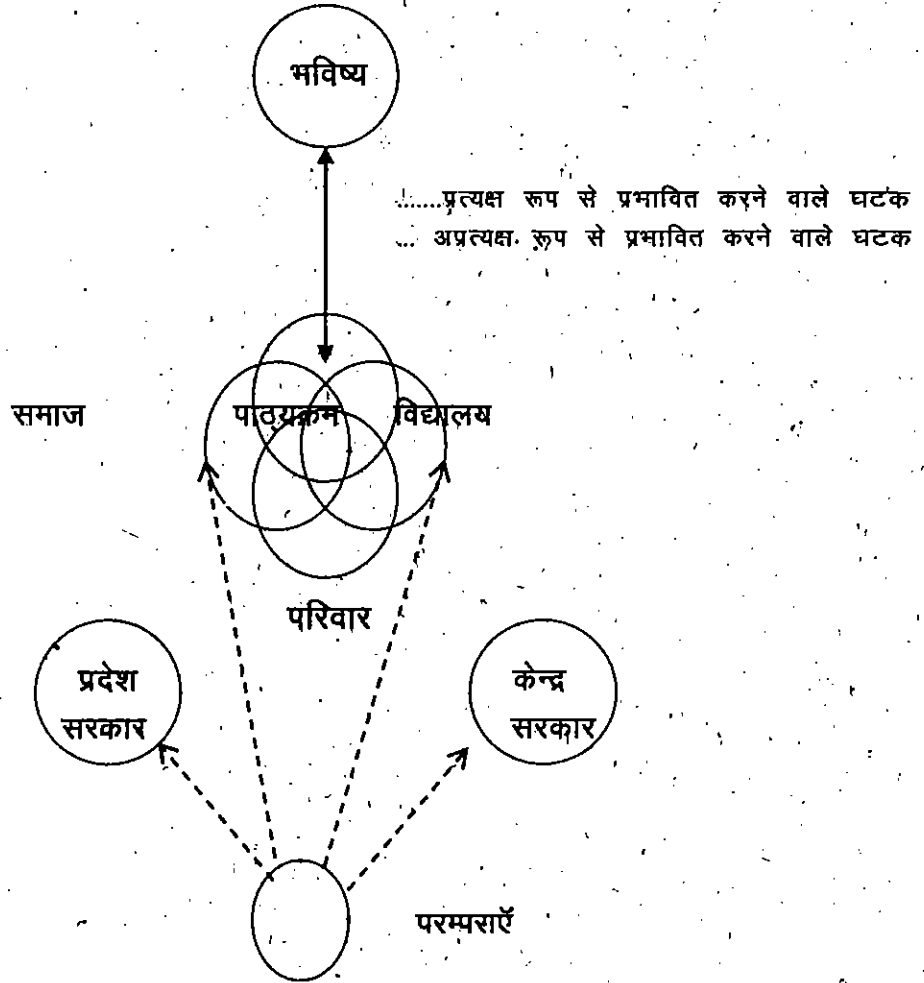 भविष्य
.......प्रत्यक्ष रूप से प्रभावित करने वाले घटक
... अप्रत्यक्ष रूप से प्रभावित करने वाले घटक
समाज पाठ्यक्रम विद्यालय
परिवार
प्रदेश
सरकार
केन्द्र
सरकार
परम्पराऍ